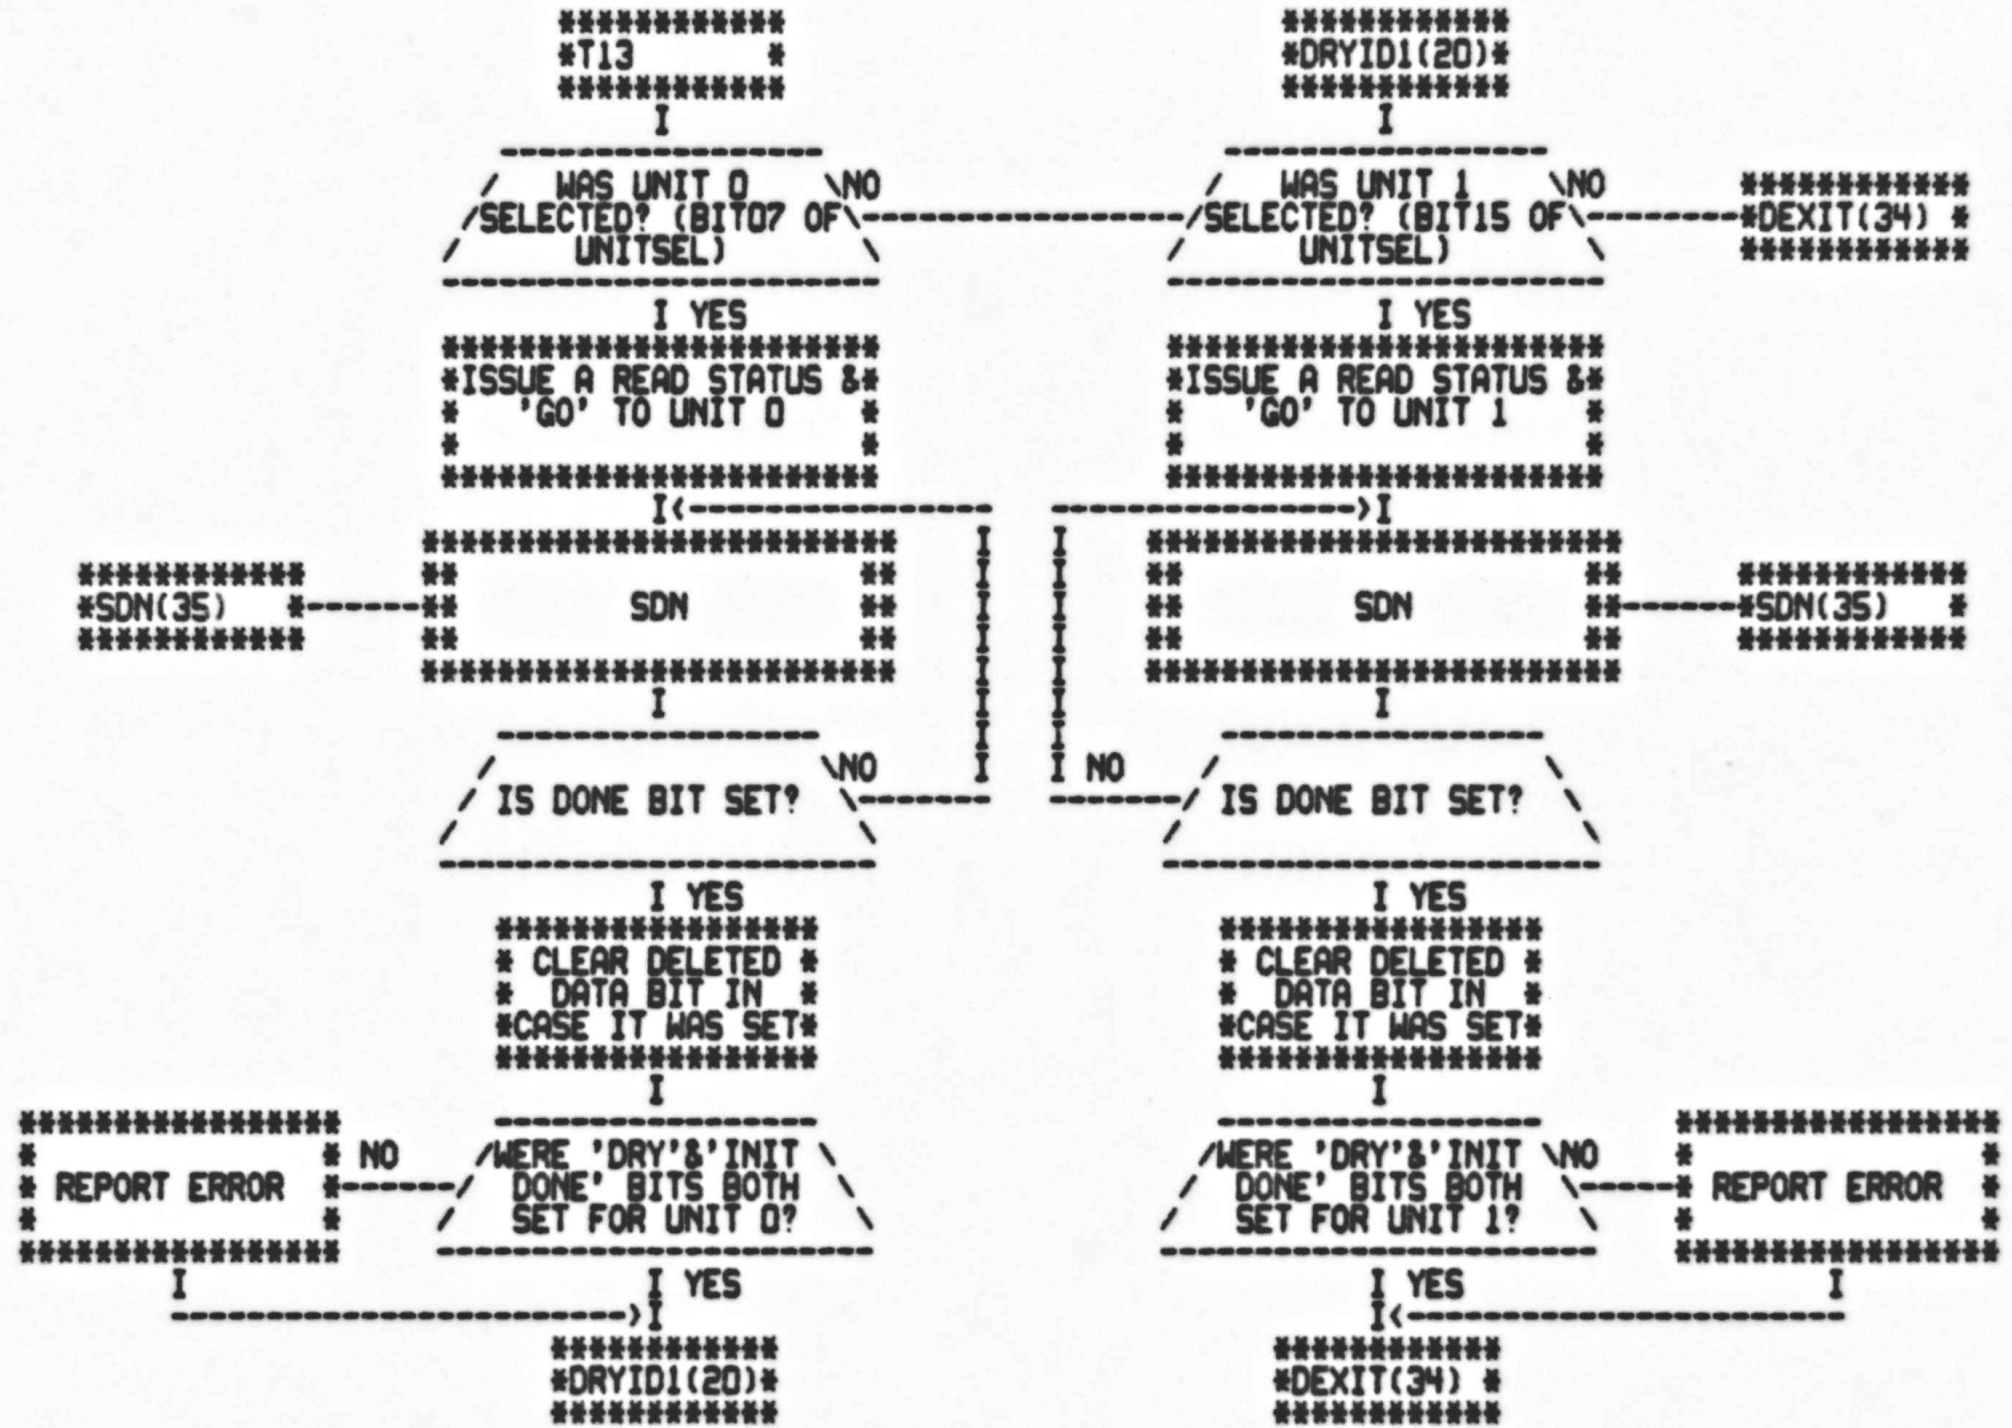 *T13 *
I
WAS UNIT 0 NO
SELECTED? (BIT07 OF
UNITSEL)
I YES
ISSUE A READ STATUS &
'GO' TO UNIT 0
I<
SDN(35)
SDN
I
NO
IS DONE BIT SET?
I YES
CLEAR DELETED
DATA BIT IN
CASE IT WAS SET
I
WERE 'DRY'&'INIT
DONE' BITS BOTH
SET FOR UNIT 0?
NO
REPORT ERROR
I
I YES
>I
DRYID1(20)
DRYID1(20)
I
WAS UNIT 1 NO
SELECTED? (BIT15 OF
UNITSEL)
DEXIT(34)
I YES
ISSUE A READ STATUS &
'GO' TO UNIT 1
>I
SDN
SDN(35)
I
NO
IS DONE BIT SET?
I YES
CLEAR DELETED
DATA BIT IN
CASE IT WAS SET
I
WERE 'DRY'&'INIT NO
DONE' BITS BOTH
SET FOR UNIT 1?
REPORT ERROR
I
I YES
I<
DEXIT(34)